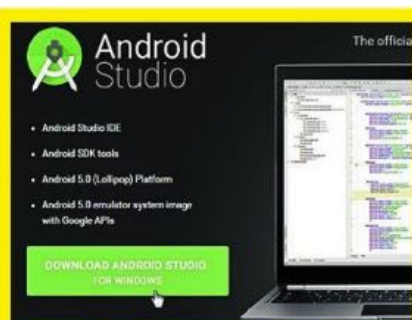 Android
Studio
The officia
• Android Studio IDE
• Android SDK tools
• Android 5.0 (Lollipop) Platform
• Android 5.0 emulator system image
with Google APIs
DOWNLOAD ANDROID STUDIO
FOR WINDOWS